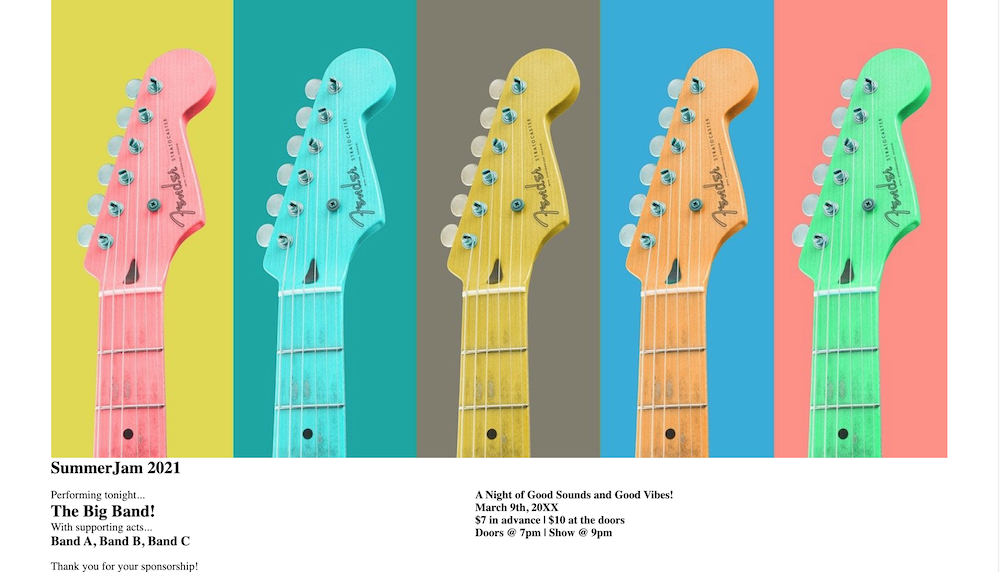 Fender STRATOCASTER
Fender STRATOCASTER
Fender STRATOCASTER
Fender STRATOCASTER
Fender STRATOCASTER
SummerJam 2021
Performing tonight...
The Big Band!
With supporting acts...
Band A, Band B, Band C
Thank you for your sponsorship!
A Night of Good Sounds and Good Vibes!
March 9th, 20XX
$7 in advance | $10 at the doors
Doors @ 7pm | Show @ 9pm